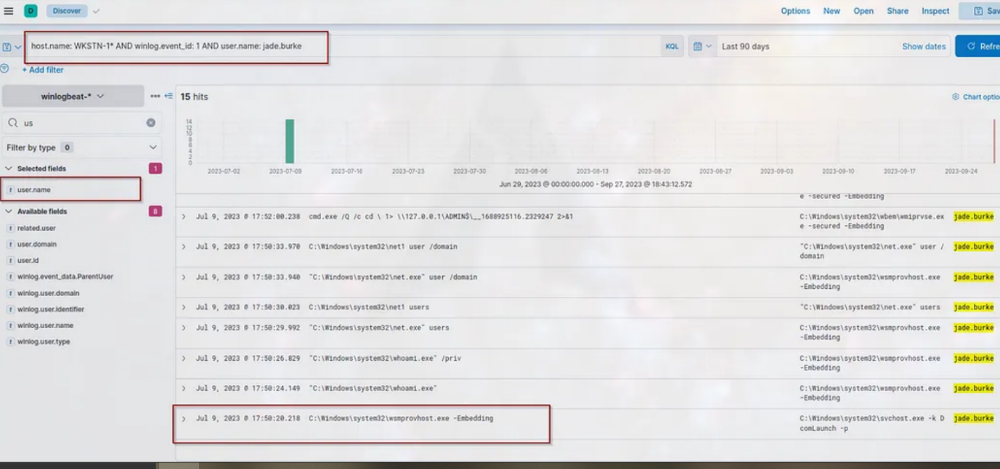 D Discover Options New Open Share Inspect Sav
host.name: WKSTN-1* AND winlog.event_id: 1 AND user.name: jade.burke KQL Last 90 days Show dates Refre
+ Add filter
winlogbeat-* 15 hits Chart optio
us
Filter by type 0
Selected fields 1
t user.name
Available fields 8
t related.user
t user.domain
t user.id
t winlog.event_data.ParentUser
t winlog.user.domain
t winlog.user.identifier
t winlog.user.name
t winlog.user.type
14
12
10
8
6
4
2
0
2023-07-02 2023-07-09 2023-07-16 2023-07-23 2023-07-30 2023-08-06 2023-08-13 2023-08-20 2023-08-27 2023-09-03 2023-09-10 2023-09-17 2023-09-24
Jun 29, 2023 @ 00:00:00.000 - Sep 27, 2023 @ 18:43:12.572
e -secured -Embedding
Jul 9, 2023 @ 17:52:00.238 cmd.exe /Q /c cd \ 1> \\127.0.0.1\ADMIN$\__1688925116.2329247 2>&1 C:\Windows\system32\wbem\wmiprvse.ex jade.burke
e -secured -Embedding
Jul 9, 2023 @ 17:50:33.970 C:\Windows\system32\net1 user /domain "C:\Windows\system32\net.exe" user / jade.burke
domain
Jul 9, 2023 @ 17:50:33.940 "C:\Windows\system32\net.exe" user /domain C:\Windows\system32\wsmprovhost.exe jade.burke
-Embedding
Jul 9, 2023 @ 17:50:30.023 C:\Windows\system32\net1 users "C:\Windows\system32\net.exe" users jade.burke
Jul 9, 2023 @ 17:50:29.992 "C:\Windows\system32\net.exe" users C:\Windows\system32\wsmprovhost.exe jade.burke
-Embedding
Jul 9, 2023 @ 17:50:26.829 "C:\Windows\system32\whoami.exe" /priv C:\Windows\system32\wsmprovhost.exe jade.burke
-Embedding
Jul 9, 2023 @ 17:50:24.149 "C:\Windows\system32\whoami.exe" C:\Windows\system32\wsmprovhost.exe jade.burke
-Embedding
Jul 9, 2023 @ 17:50:20.218 C:\Windows\system32\wsmprovhost.exe -Embedding C:\Windows\system32\svchost.exe -k D jade.burke
comLaunch -p